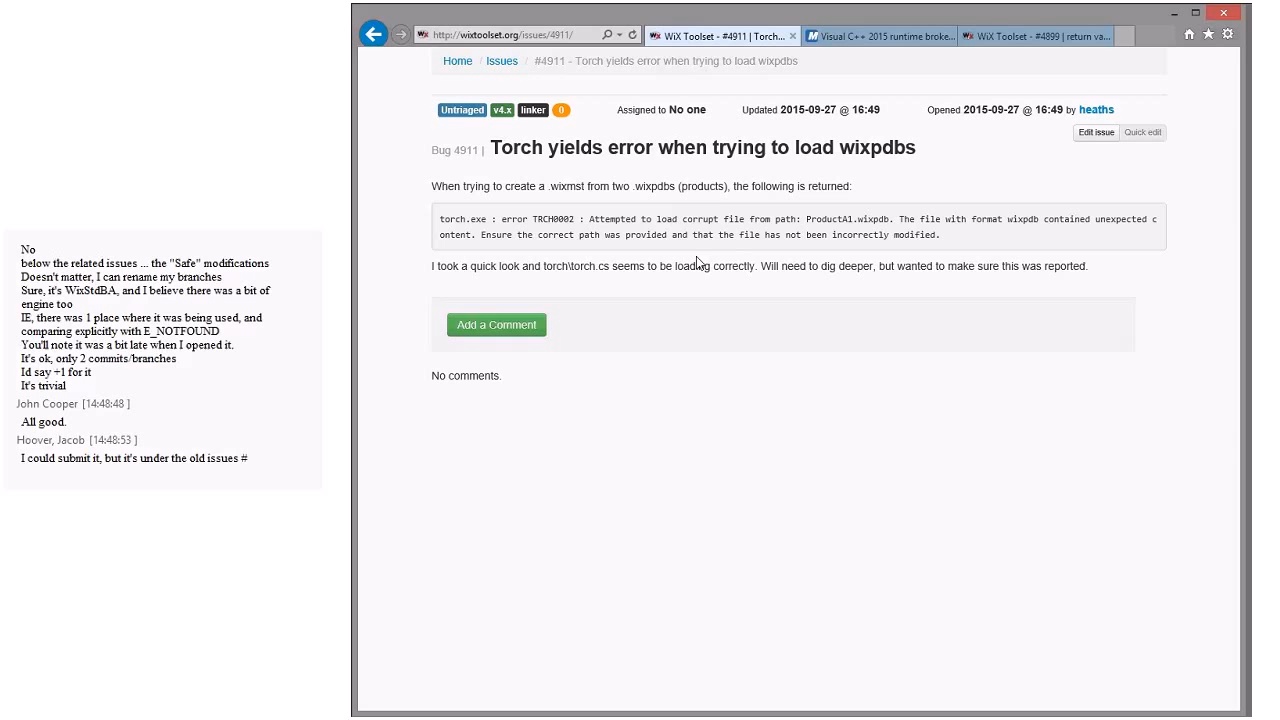 No
below the related issues ... the "Safe" modifications
Doesn't matter, I can rename my branches
Sure, it's WixStdBA, and I believe there was a bit of
engine too
IE, there was 1 place where it was being used, and
comparing explicitly with E_NOTFOUND
You'll note it was a bit late when I opened it.
It's ok, only 2 commits/branches
Id say +1 for it
It's trivial
John Cooper [14:48:48 ]
All good.
Hoover, Jacob [14:48:53 ]
I could submit it, but it's under the old issues #
http://wixtoolset.org/issues/4911/
WiX Toolset - #4911 | Torch...
Visual C++ 2015 runtime broke...
WiX Toolset - #4899 | return va...
Home / Issues / #4911 - Torch yields error when trying to load wixpdbs
Untriaged v4.x linker 0 Assigned to No one Updated 2015-09-27 @ 16:49 Opened 2015-09-27 @ 16:49 by heaths
Edit issue Quick edit
Bug 4911 | Torch yields error when trying to load wixpdbs
When trying to create a .wixmst from two .wixpdbs (products), the following is returned:
torch.exe : error TRCH0002 : Attempted to load corrupt file from path: ProductA1.wixpdb. The file with format wixpdb contained unexpected c
ontent. Ensure the correct path was provided and that the file has not been incorrectly modified.
I took a quick look and torch\torch.cs seems to be loading correctly. Will need to dig deeper, but wanted to make sure this was reported.
Add a Comment
No comments.